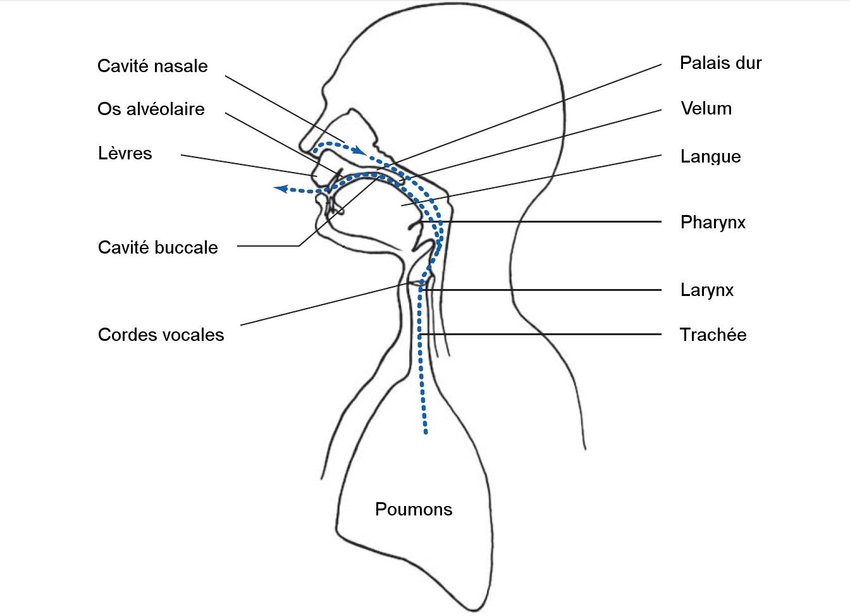 Cavité nasale
Os alvéolaire
Lèvres
Cavité buccale
Cordes vocales
Palais dur
Velum
Langue
Pharynx
Larynx
Trachée
Poumons